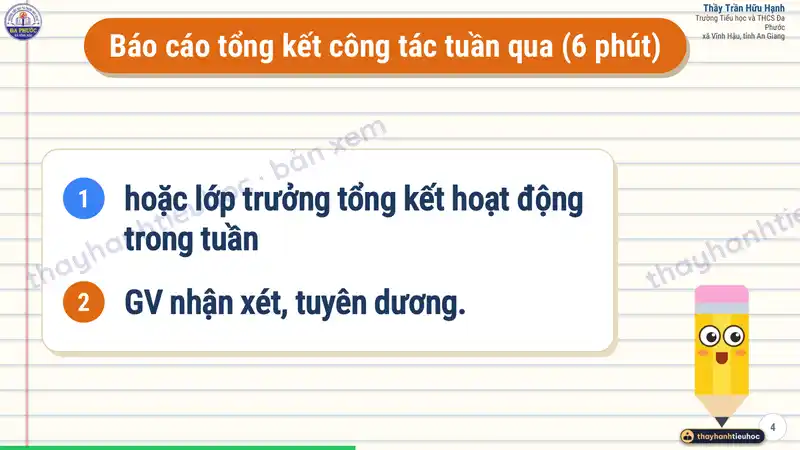 ĐA PHƯỚC
Thầy Trần Hữu Hạnh
Trường Tiểu học và THCS Đa
Phước
xã Vĩnh Hậu, tỉnh An Giang
Báo cáo tổng kết công tác tuần qua (6 phút)
thayhanhtieuhoc · bản xem
1 hoặc lớp trưởng tổng kết hoạt động
trong tuần
2 GV nhận xét, tuyên dương.
thayhanhtie
thayhanhtieuhoc
4